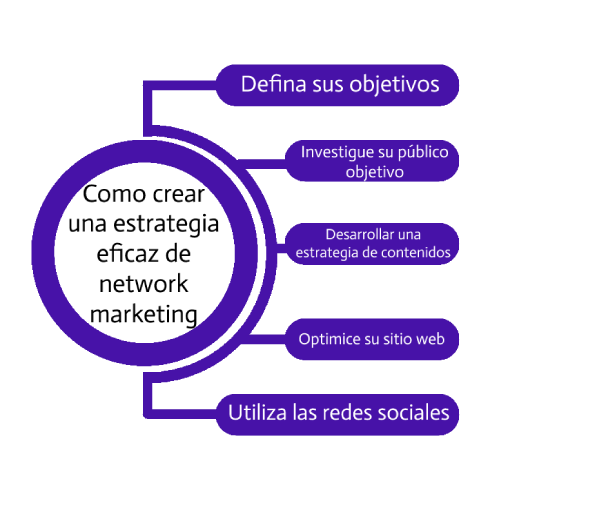 Como crear
una estrategia
eficaz de
network
marketing
Defina sus objetivos
Investigue su público
objetivo
Desarrollar una
estrategia de contenidos
Optimice su sitio web
Utiliza las redes sociales